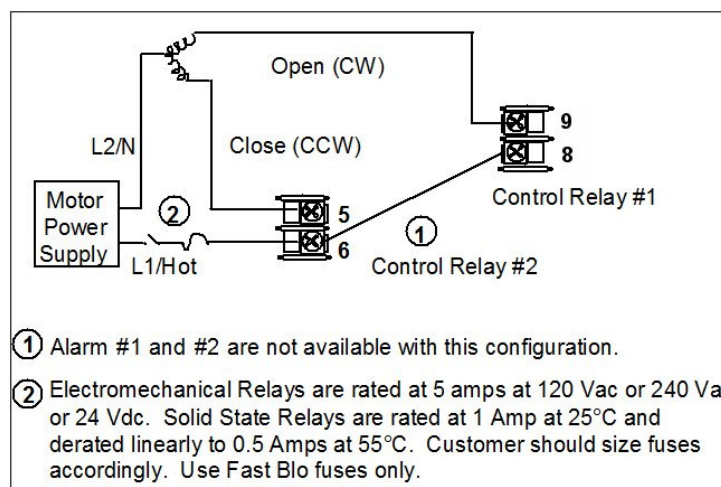 Open (CW)
L2/N
Close (CCW)
9
8
Control Relay #1
Motor
Power
Supply
2
5
6
L1/Hot
1
Control Relay #2
1 Alarm #1 and #2 are not available with this configuration.
2 Electromechanical Relays are rated at 5 amps at 120 Vac or 240 Va
or 24 Vdc. Solid State Relays are rated at 1 Amp at 25°C and
derated linearly to 0.5 Amps at 55°C. Customer should size fuses
accordingly. Use Fast Blo fuses only.